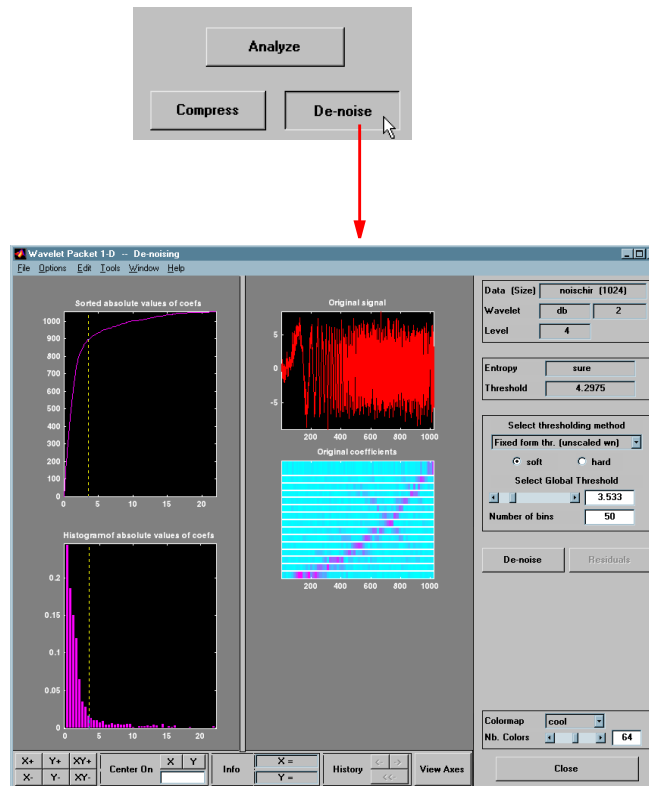 Analyze
Compress
De-noise
Wavelet Packet 1-D -- De-noising
File Options Edit Tools Window Help
Sorted absolute values of coefs
1000
900
800
700
600
500
400
300
200
100
0
0 5 10 15 20
Histogramof absolute values of coefs
0.2
0.15
0.1
0.05
0
0 5 10 15 20
Original signal
5
0
-5
200 400 600 800 1000
Original coefficients
200 400 600 800 1000
Data (Size) noischir (1024)
Wavelet db 2
Level 4
Entropy sure
Threshold 4.2975
Select thresholding method
Fixed form thr. (unscaled wn)
soft hard
Select Global Threshold
3.533
Number of bins 50
De-noise Residuals
Colormap cool
Nb. Colors 64
Close
X+ Y+ XY+
X- Y- XY-
Center On X Y
Info X =
Y =
History <- ->
<<-
View Axes